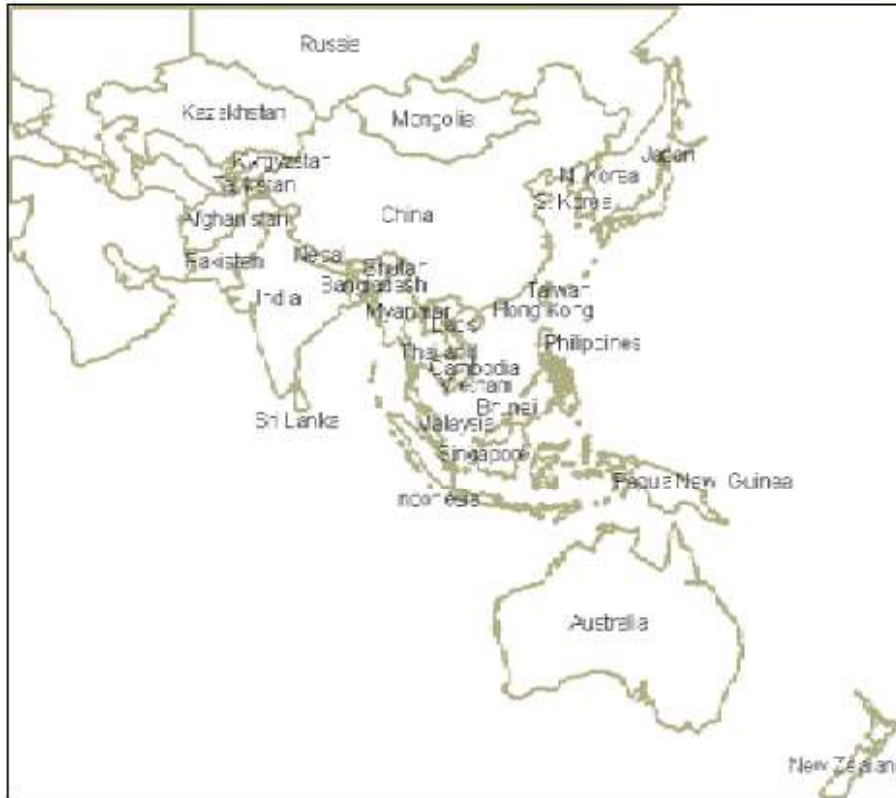 Russia
Kazakhstan
Mongolia
Japan
Kyrgyzstan
N. Korea
Tajikistan
S. Korea
China
Afghanistan
Nepal
Pakistan
Bhutan
Bangladesh
Taiwan
India
Hong Kong
Myanmar
Laos
Philippines
Thailand
Cambodia
Vietnam
Brunei
Sri Lanka
Malaysia
Singapore
Papua New Guinea
Indonesia
Australia
New Zealan